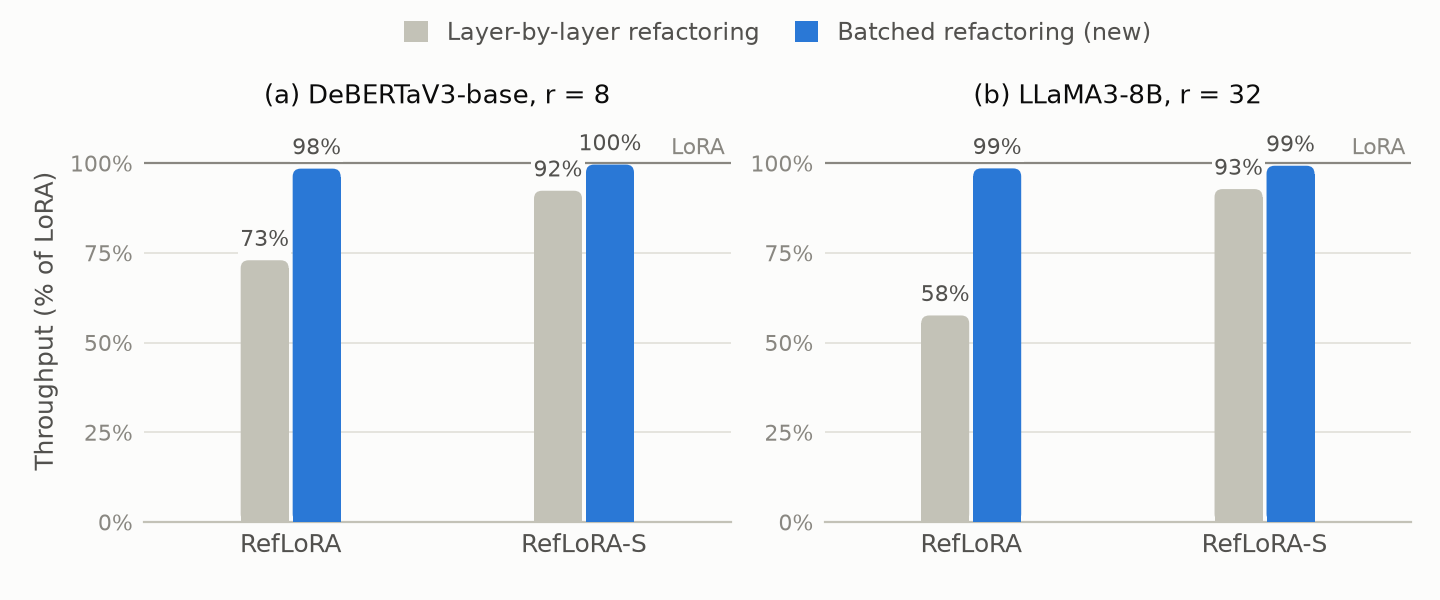 Layer-by-layer refactoring
Batched refactoring (new)
(a) DeBERTaV3-base, r = 8
Throughput (% of LoRA)
100%
75%
50%
25%
0%
73%
98%
92%
100%
LoRA
RefLoRA
RefLoRA-S
(b) LLaMA3-8B, r = 32
100%
75%
50%
25%
0%
58%
99%
93%
99%
LoRA
RefLoRA
RefLoRA-S